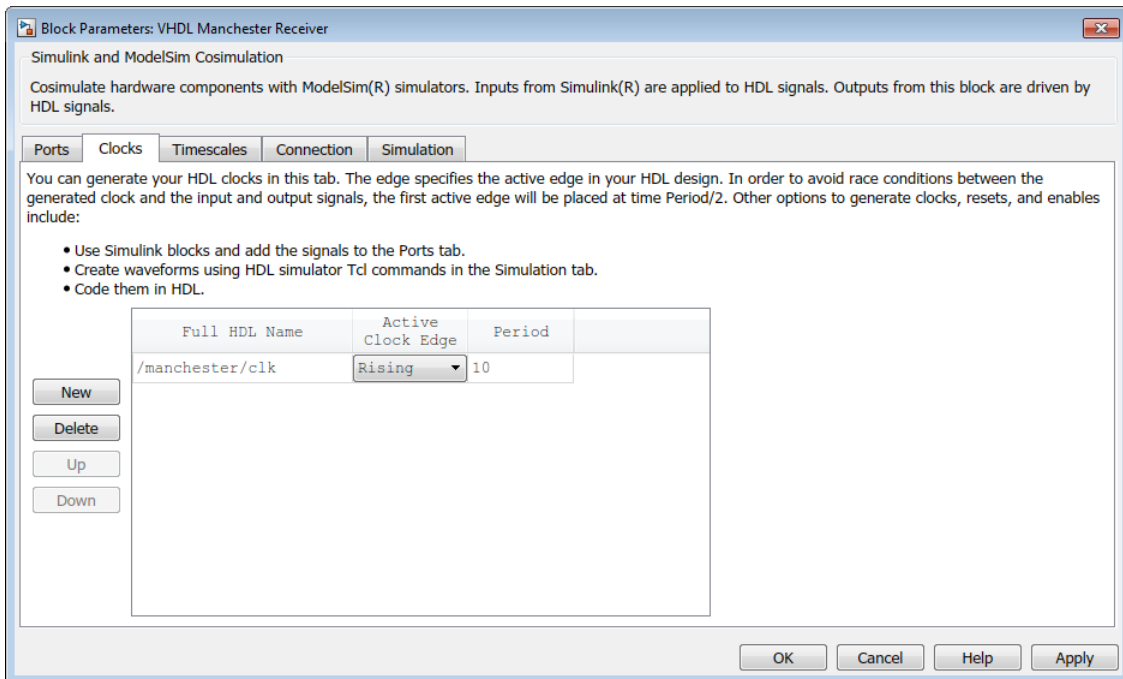 Block Parameters: VHDL Manchester Receiver
Simulink and ModelSim Cosimulation
Cosimulate hardware components with ModelSim(R) simulators. Inputs from Simulink(R) are applied to HDL signals. Outputs from this block are driven by
HDL signals.
Ports Clocks Timescales Connection Simulation
You can generate your HDL clocks in this tab. The edge specifies the active edge in your HDL design. In order to avoid race conditions between the
generated clock and the input and output signals, the first active edge will be placed at time Period/2. Other options to generate clocks, resets, and enables
include:
• Use Simulink blocks and add the signals to the Ports tab.
• Create waveforms using HDL simulator Tcl commands in the Simulation tab.
• Code them in HDL.
Full HDL Name Active Clock Edge Period
/manchester/clk Rising 10
New
Delete
Up
Down
OK Cancel Help Apply